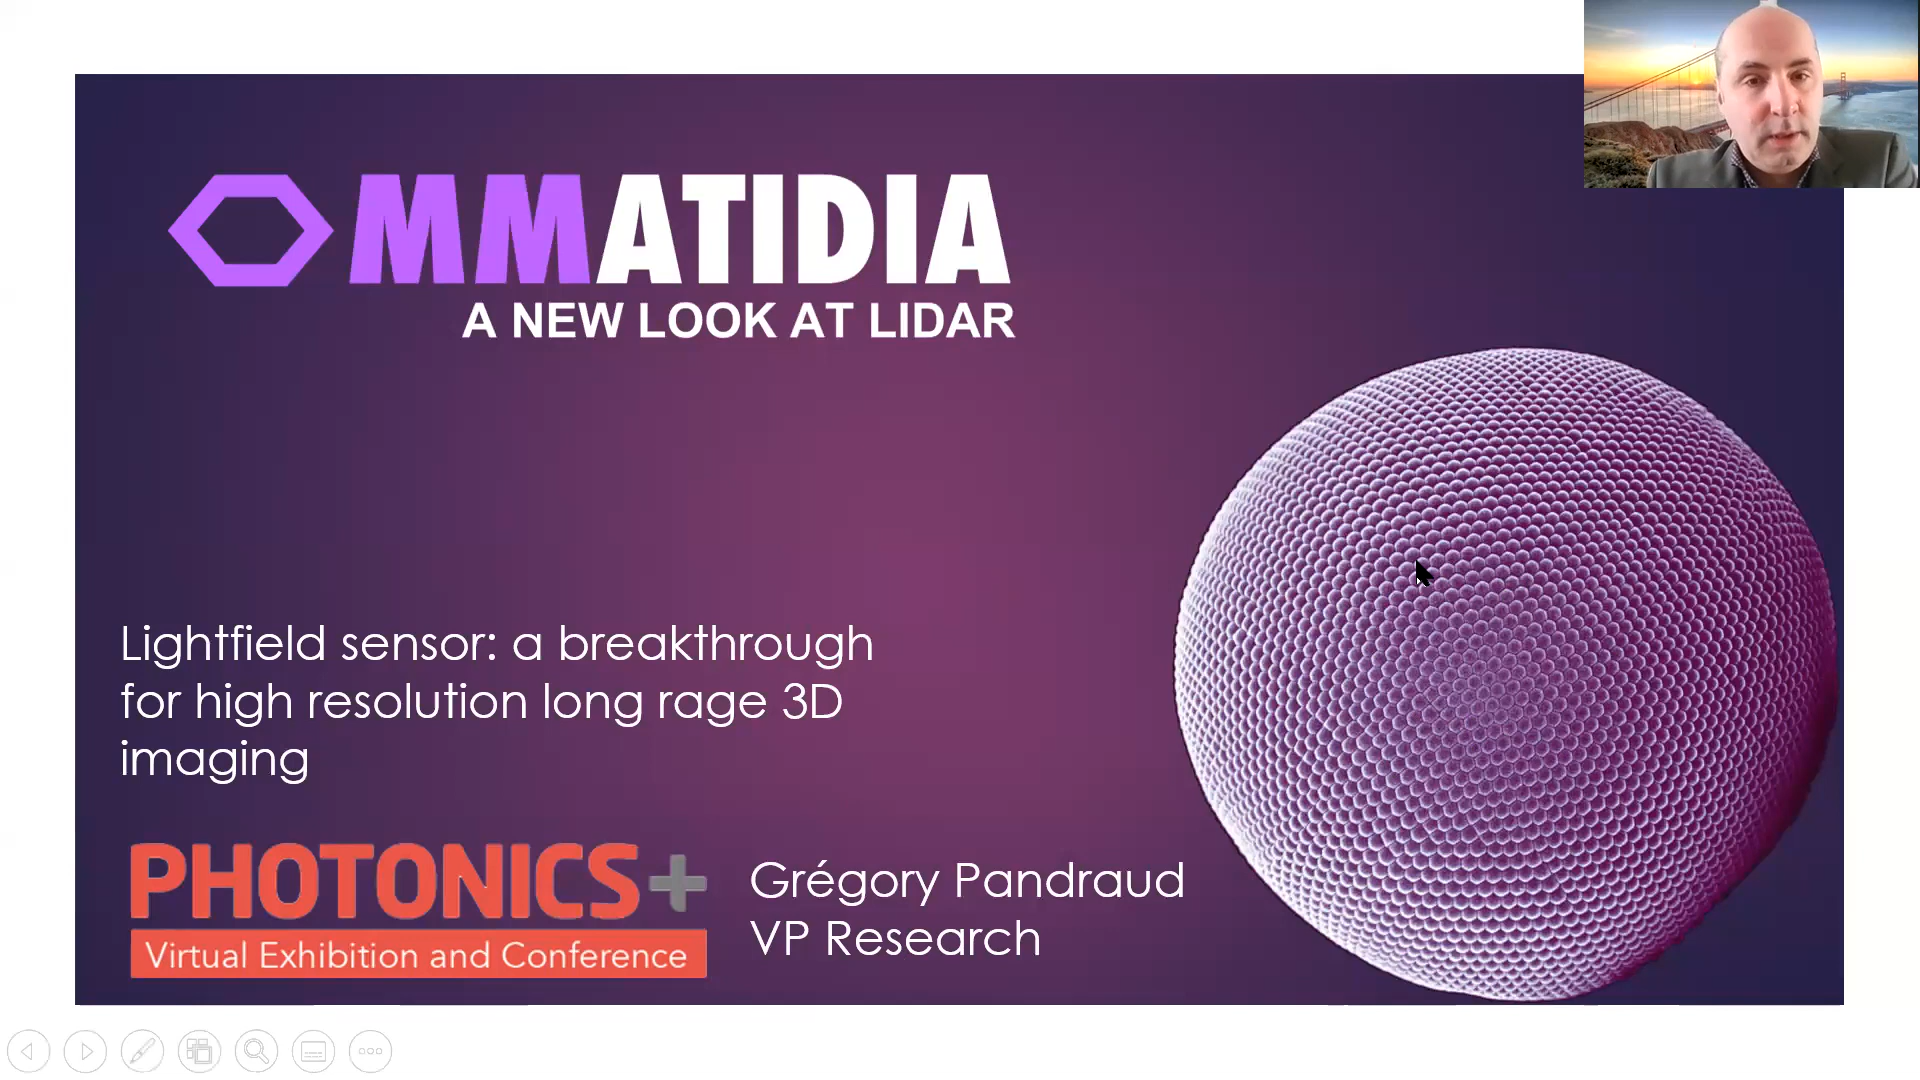 OMMATIDIA
A NEW LOOK AT LIDAR
Lightfield sensor: a breakthrough
for high resolution long rage 3D
imaging
PHOTONICS+
Virtual Exhibition and Conference
Grégory Pandraud
VP Research